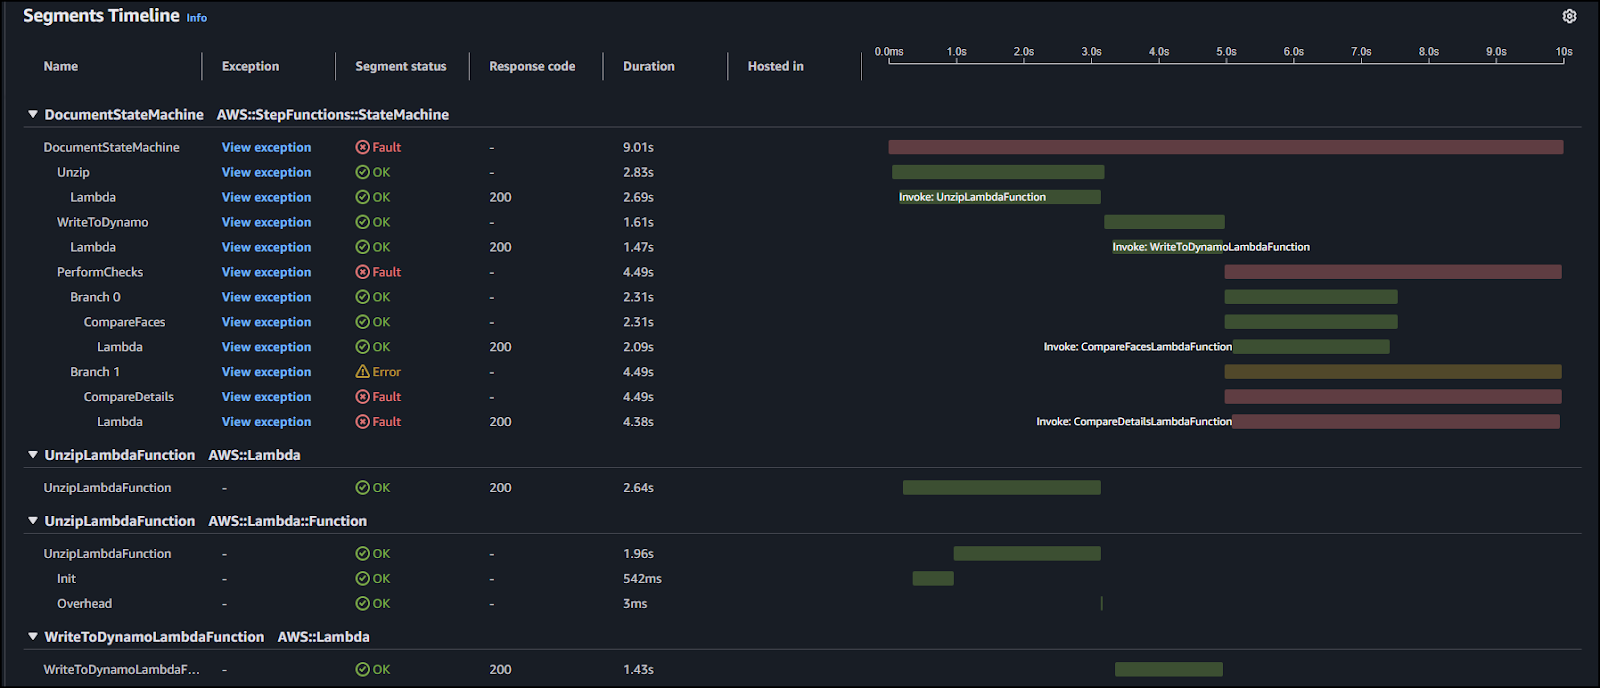 Segments Timeline Info
0.0ms 1.0s 2.0s 3.0s 4.0s 5.0s 6.0s 7.0s 8.0s 9.0s 10s
Name Exception Segment status Response code Duration Hosted in
DocumentStateMachine AWS::StepFunctions::StateMachine
DocumentStateMachine View exception Fault - 9.01s
Unzip View exception OK - 2.83s
Lambda View exception OK 200 2.69s Invoke: UnzipLambdaFunction
WriteToDynamo View exception OK - 1.61s
Lambda View exception OK 200 1.47s Invoke: WriteToDynamoLambdaFunction
PerformChecks View exception Fault - 4.49s
Branch 0 View exception OK - 2.31s
CompareFaces View exception OK - 2.31s
Lambda View exception OK 200 2.09s Invoke: CompareFacesLambdaFunction
Branch 1 View exception Error - 4.49s
CompareDetails View exception Fault - 4.49s
Lambda View exception Fault 200 4.38s Invoke: CompareDetailsLambdaFunction
UnzipLambdaFunction AWS::Lambda
UnzipLambdaFunction - OK 200 2.64s
UnzipLambdaFunction AWS::Lambda::Function
UnzipLambdaFunction - OK - 1.96s
Init - OK - 542ms
Overhead - OK - 3ms
WriteToDynamoLambdaFunction AWS::Lambda
WriteToDynamoLambdaF... - OK 200 1.43s